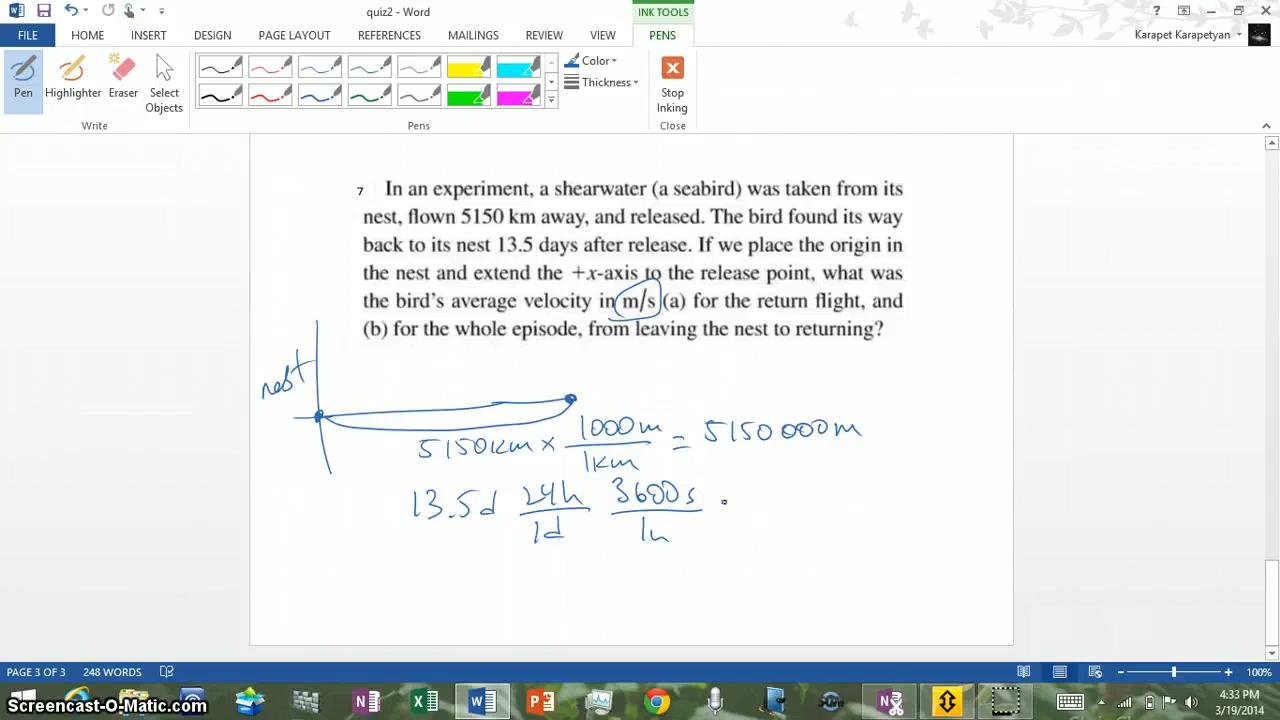 quiz2 - Word
INK TOOLS
FILE HOME INSERT DESIGN PAGE LAYOUT REFERENCES MAILINGS REVIEW VIEW PENS
Karapet Karapetyan
Pen Highlighter Eraser Select Objects
Color
Thickness
Stop Inking
Write Pens Close
7 In an experiment, a shearwater (a seabird) was taken from its
nest, flown 5150 km away, and released. The bird found its way
back to its nest 13.5 days after release. If we place the origin in
the nest and extend the +x-axis to the release point, what was
the bird's average velocity in m/s (a) for the return flight, and
(b) for the whole episode, from leaving the nest to returning?
nest
5150km × 1000m / 1km = 5150000m
13.5d 24h / 1d 3600s / 1h
PAGE 3 OF 3 248 WORDS 100%
Screencast-O-Matic.com
4:33 PM
3/19/2014